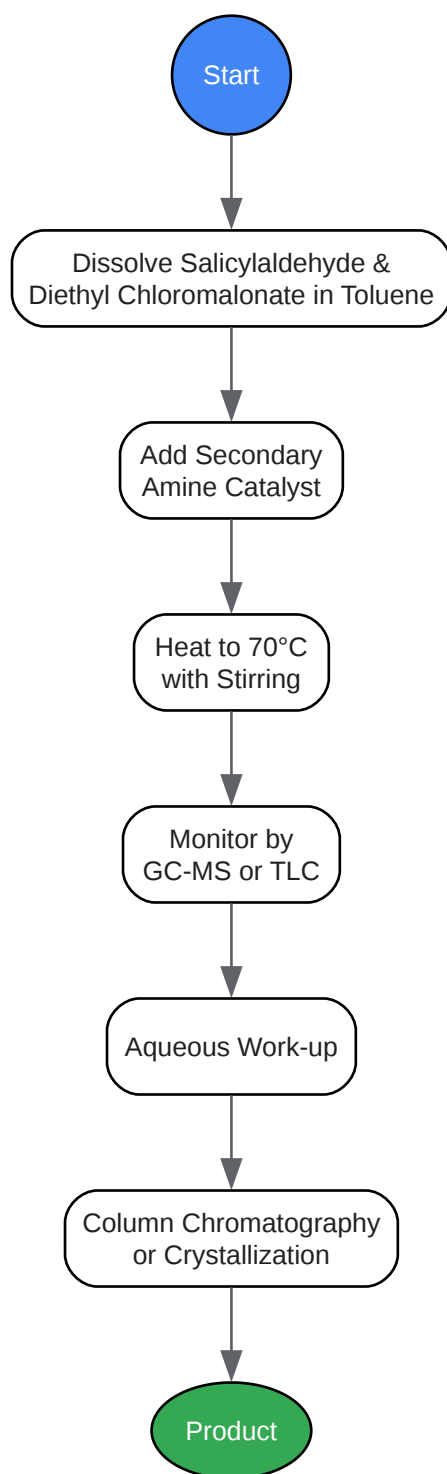 Start
Dissolve Salicylaldehyde &
Diethyl Chloromalonate in Toluene
Add Secondary
Amine Catalyst
Heat to 70°C
with Stirring
Monitor by
GC-MS or TLC
Aqueous Work-up
Column Chromatography
or Crystallization
Product